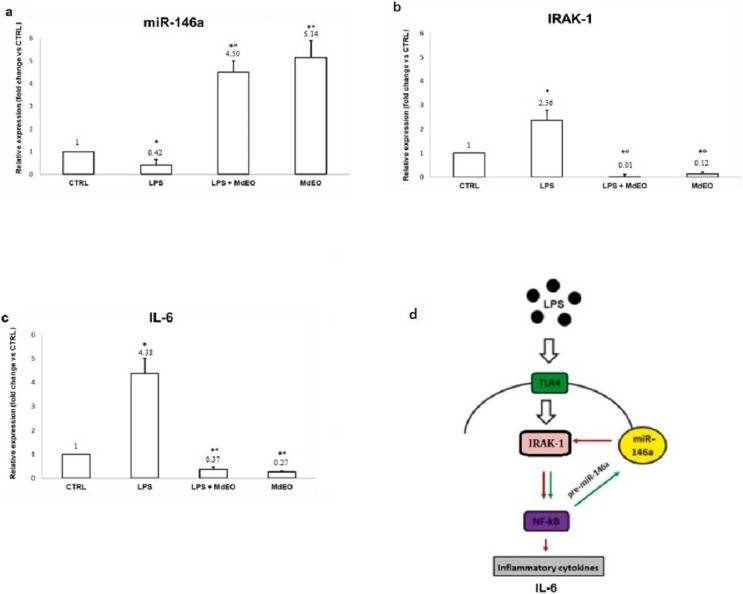 a
miR-146a
Relative expression (fold change vs CTRL)
6
5
4
3
2
1
0
1
*
0.42
*°
4.50
*°
5.14
CTRL
LPS
LPS + MdEO
MdEO
b
IRAK-1
Relative expression (fold change vs CTRL)
6
5
4
3
2
1
0
1
*
2.36
*°
0.01
*°
0.12
CTRL
LPS
LPS + MdEO
MdEO
c
IL-6
Relative expression (fold change vs CTRL)
6
5
4
3
2
1
0
1
*
4.38
*°
0.37
*°
0.27
CTRL
LPS
LPS + MdEO
MdEO
d
LPS
TLR4
IRAK-1
miR-
146a
pre-miR-146a
NF-kB
Inflammatory cytokines
IL-6